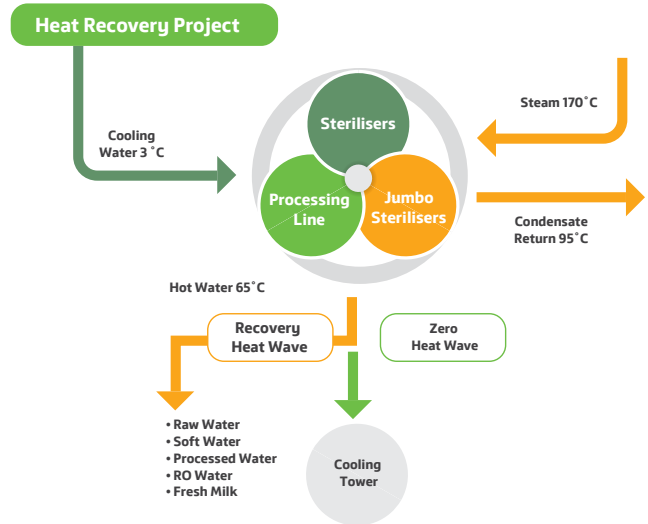 Heat Recovery Project
Cooling
Water 3 ˚C
Sterilisers
Processing
Line
Jumbo
Sterilisers
Steam 170˚C
Condensate
Return 95˚C
Hot Water 65˚C
Recovery
Heat Wave
Zero
Heat Wave
• Raw Water
• Soft Water
• Processed Water
• RO Water
• Fresh Milk
Cooling
Tower